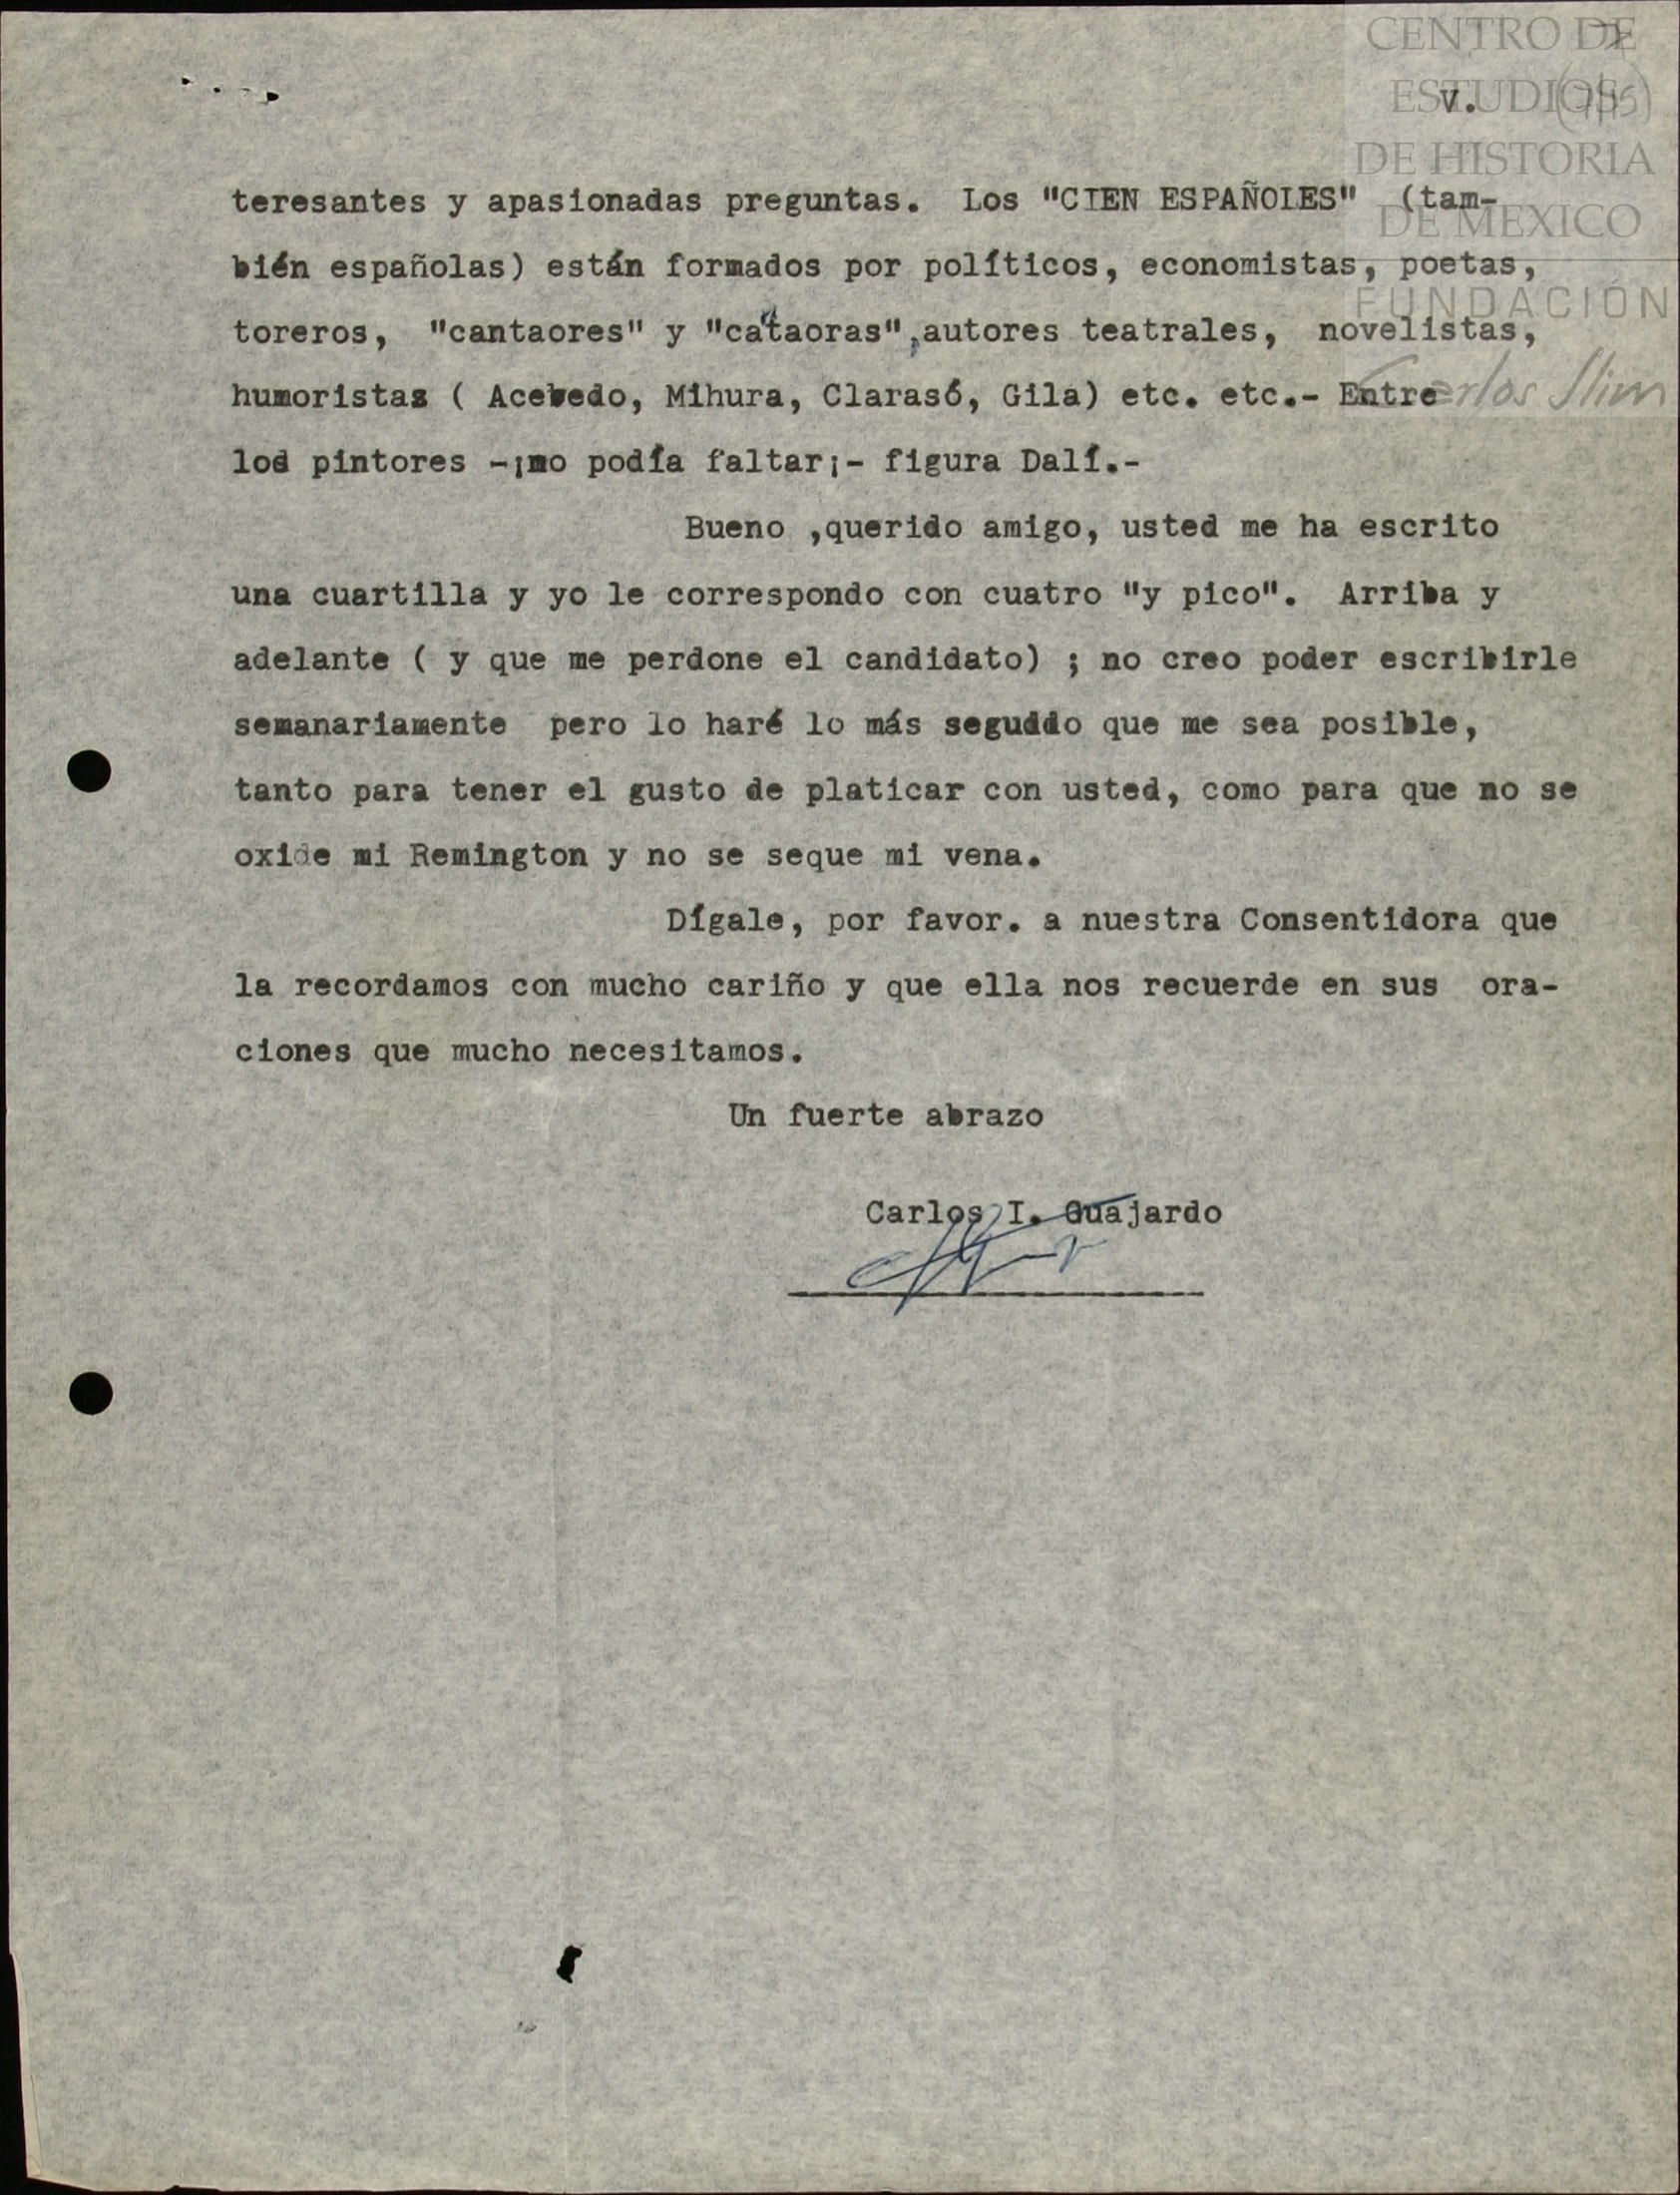 CENTRO DE
ESTUDIOS
DE HISTORIA
DE MEXICO
FUNDACIÓN
Carlos Slim
V.
teresantes y apasionadas preguntas. Los "CIEN ESPAÑOLES" (tam-
bién españolas) están formados por políticos, economistas, poetas,
toreros, "cantaores" y "cataoras",autores teatrales, novelistas,
humoristas ( Acevedo, Mihura, Clarasó, Gila) etc. etc.- Entre
los pintores -¡no podía faltar¡- figura Dalí.-
Bueno ,querido amigo, usted me ha escrito
una cuartilla y yo le correspondo con cuatro "y pico". Arriba y
adelante ( y que me perdone el candidato) ; no creo poder escribirle
semanariamente pero lo haré lo más seguddo que me sea posible,
tanto para tener el gusto de platicar con usted, como para que no se
oxide mi Remington y no se seque mi vena.
Dígale, por favor. a nuestra Consentidora que
la recordamos con mucho cariño y que ella nos recuerde en sus ora-
ciones que mucho necesitamos.
Un fuerte abrazo
Carlos I. Guajardo